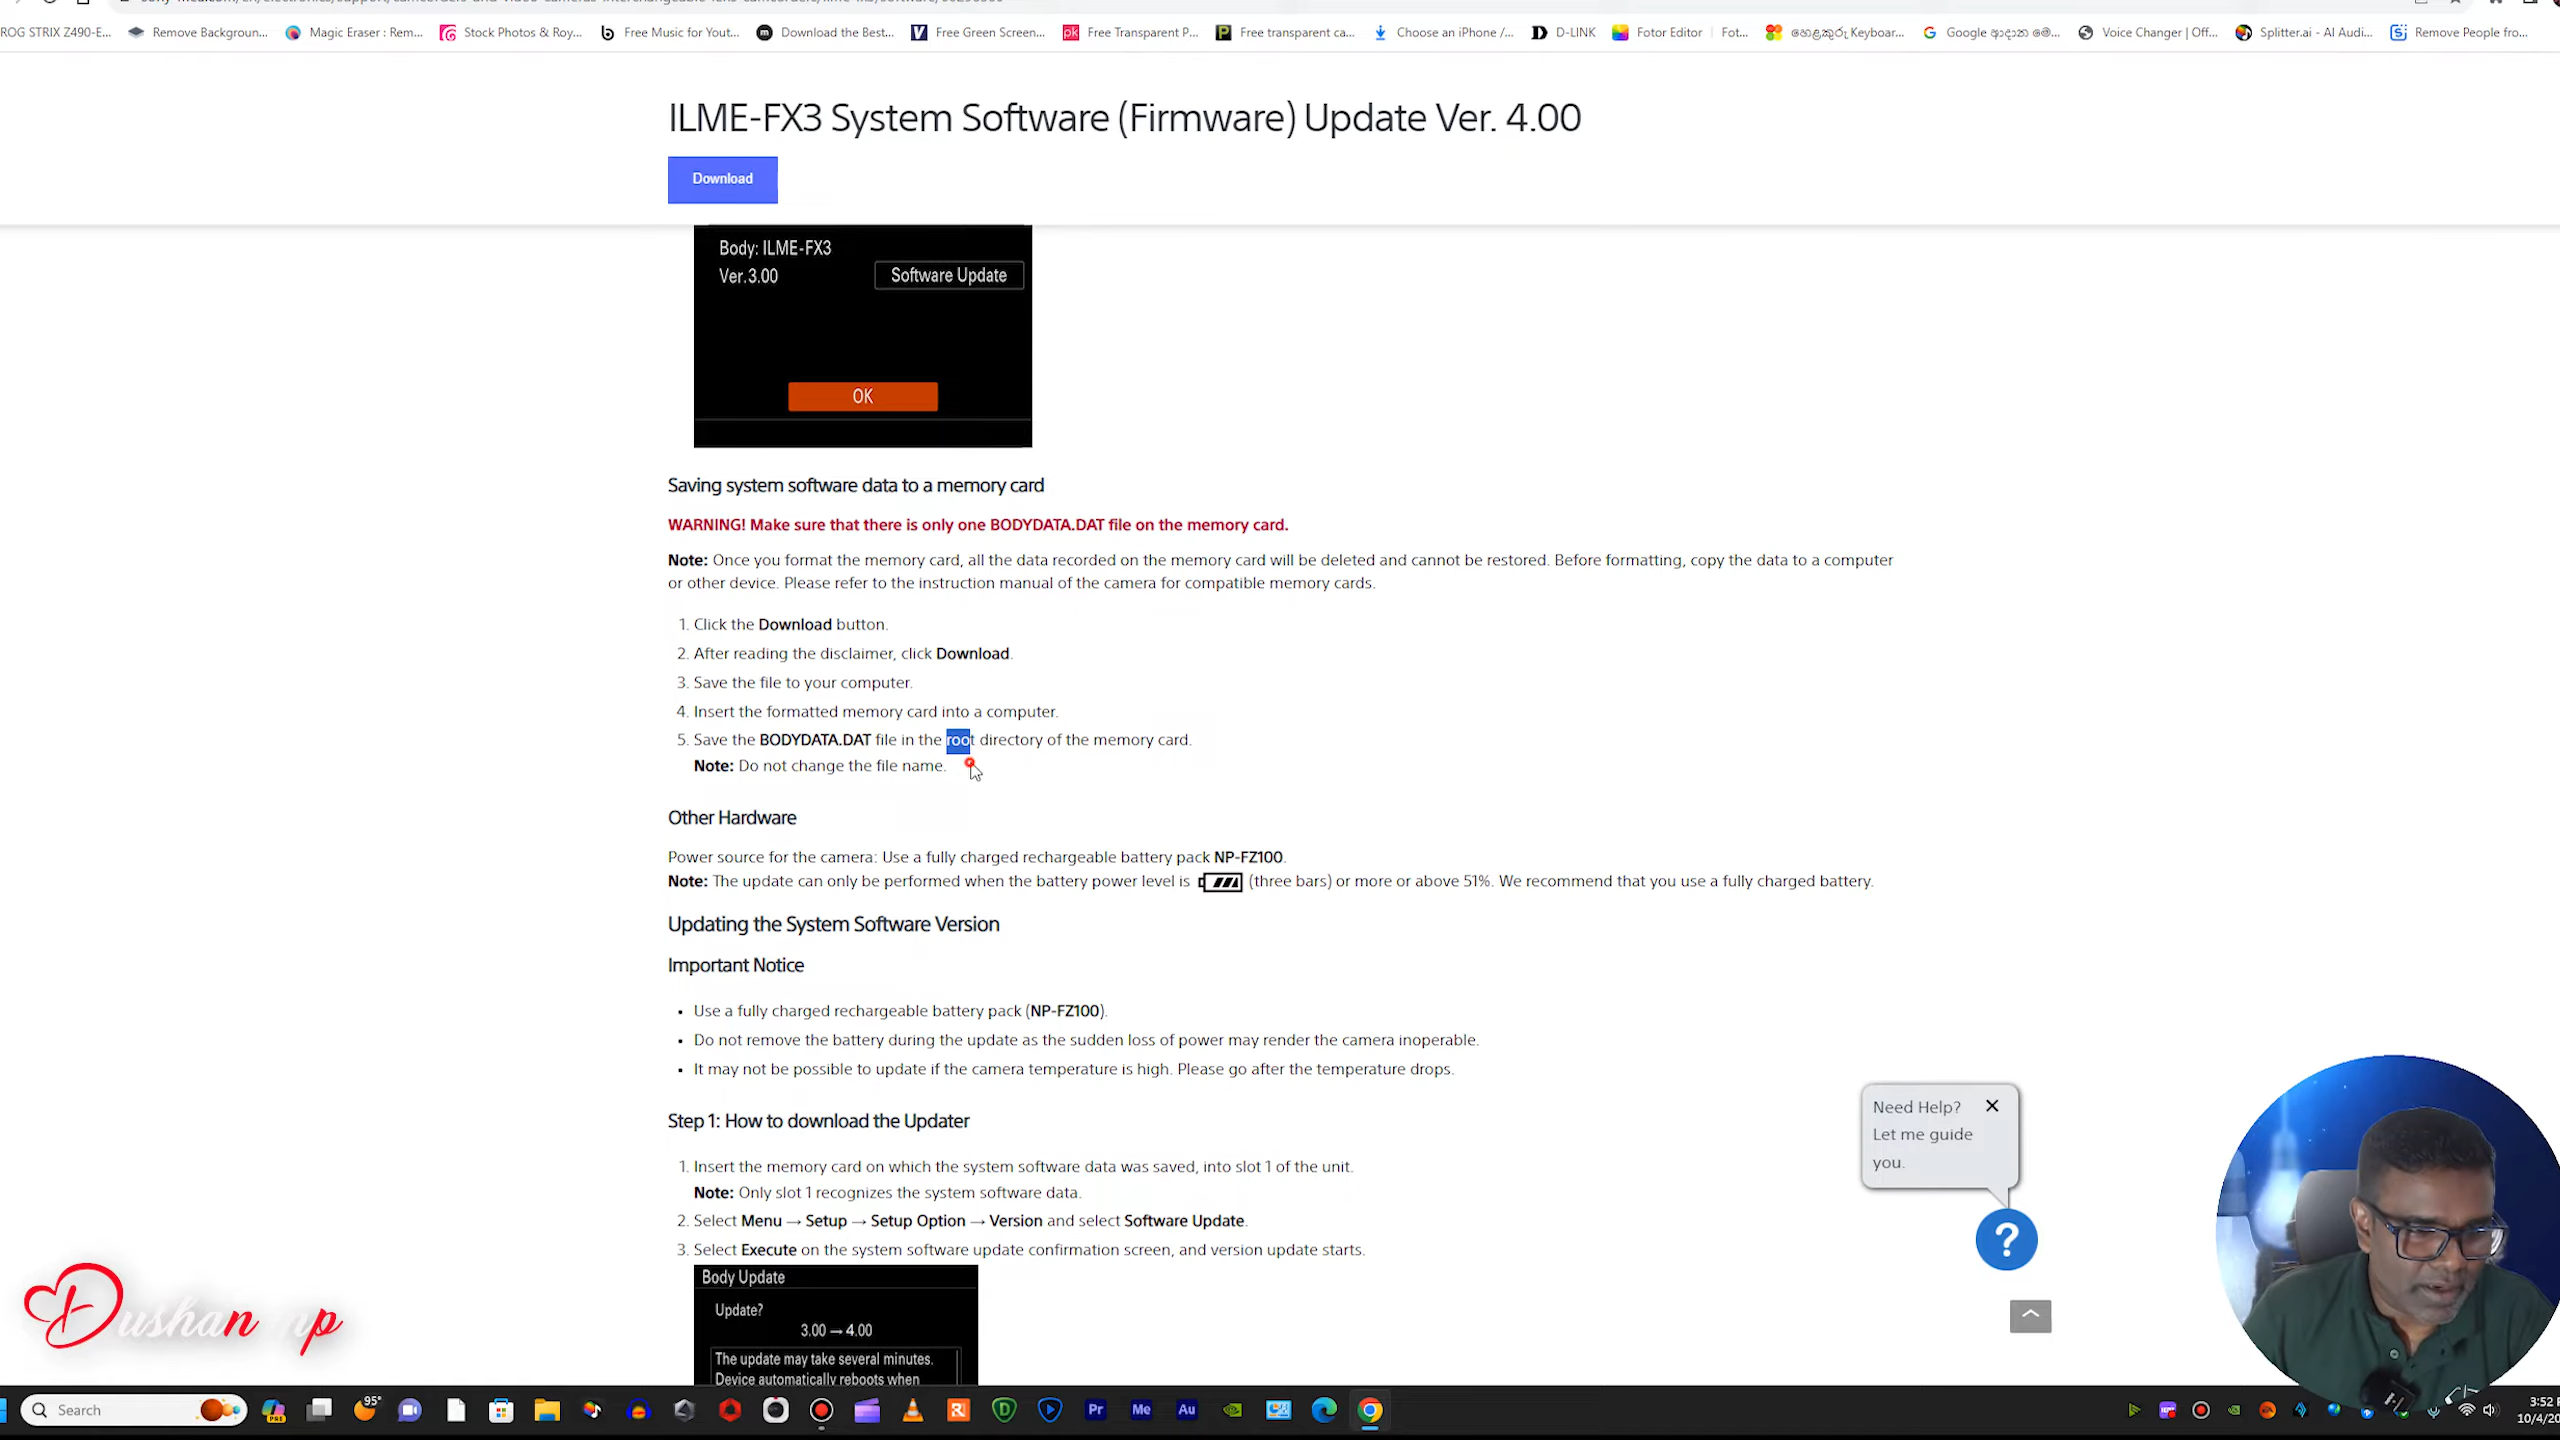 ROG STRIX Z490-E...
Remove Backgroun...
Magic Eraser : Rem...
Stock Photos & Roy...
Free Music for Yout...
Download the Best...
Free Green Screen...
Free Transparent P...
Free transparent ca...
Choose an iPhone /...
D-LINK
Fotor Editor | Fot...
හෙළකුරු Keyboar...
Google ආදාන මෙ...
Voice Changer | Off...
Splitter.ai - AI Audi...
Remove People fro...
ILME-FX3 System Software (Firmware) Update Ver. 4.00
Download
Body: ILME-FX3
Ver.3.00
Software Update
OK
Saving system software data to a memory card
WARNING! Make sure that there is only one BODYDATA.DAT file on the memory card.
Note: Once you format the memory card, all the data recorded on the memory card will be deleted and cannot be restored. Before formatting, copy the data to a computer
or other device. Please refer to the instruction manual of the camera for compatible memory cards.
1. Click the Download button.
2. After reading the disclaimer, click Download.
3. Save the file to your computer.
4. Insert the formatted memory card into a computer.
5. Save the BODYDATA.DAT file in the root directory of the memory card.
Note: Do not change the file name.
Other Hardware
Power source for the camera: Use a fully charged rechargeable battery pack NP-FZ100.
Note: The update can only be performed when the battery power level is (three bars) or more or above 51%. We recommend that you use a fully charged battery.
Updating the System Software Version
Important Notice
• Use a fully charged rechargeable battery pack (NP-FZ100).
• Do not remove the battery during the update as the sudden loss of power may render the camera inoperable.
• It may not be possible to update if the camera temperature is high. Please go after the temperature drops.
Step 1: How to download the Updater
1. Insert the memory card on which the system software data was saved, into slot 1 of the unit.
Note: Only slot 1 recognizes the system software data.
2. Select Menu → Setup → Setup Option → Version and select Software Update.
3. Select Execute on the system software update confirmation screen, and version update starts.
Body Update
Update?
3.00 → 4.00
The update may take several minutes.
Device automatically reboots when
Need Help?
Let me guide
you.
?
Dushan
Search
95°
Pr
Me
Au
3:52
10/4/20